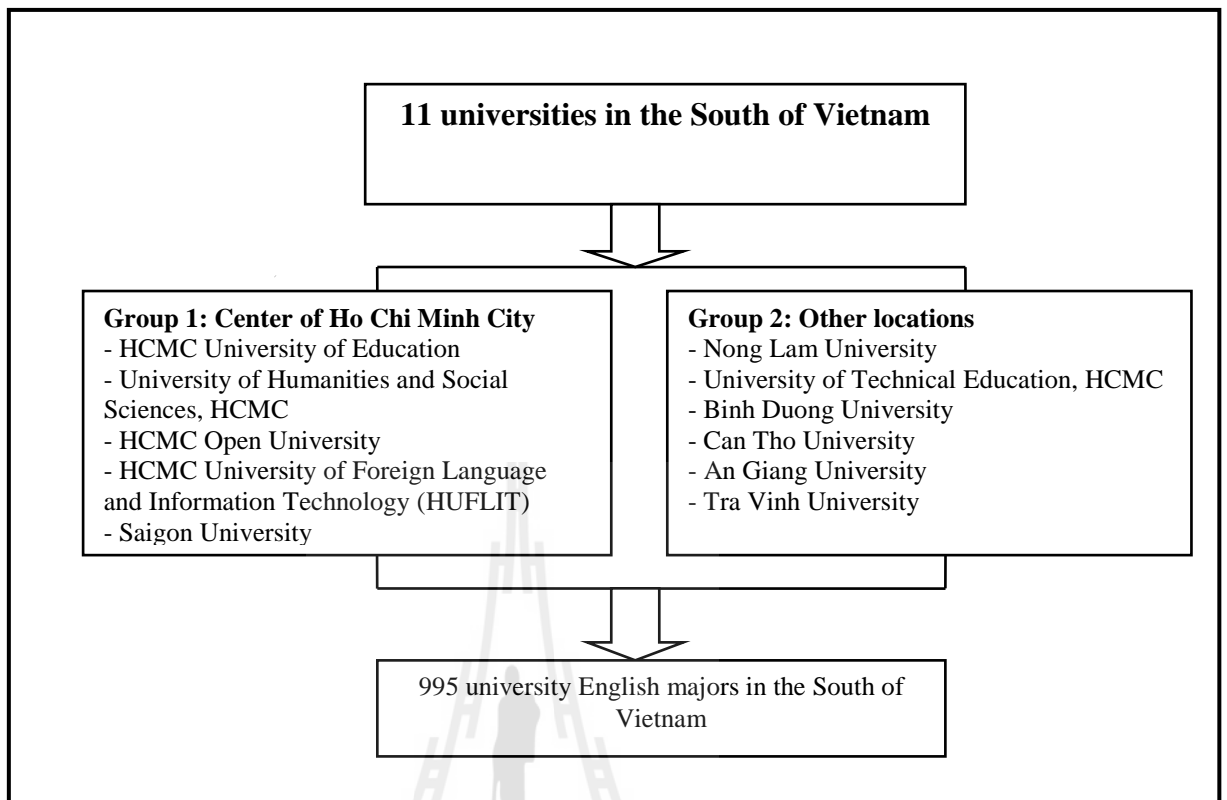 11 universities in the South of Vietnam
Group 1: Center of Ho Chi Minh City
- HCMC University of Education
- University of Humanities and Social
Sciences, HCMC
- HCMC Open University
- HCMC University of Foreign Language
and Information Technology (HUFLIT)
- Saigon University
Group 2: Other locations
- Nong Lam University
- University of Technical Education, HCMC
- Binh Duong University
- Can Tho University
- An Giang University
- Tra Vinh University
995 university English majors in the South of
Vietnam